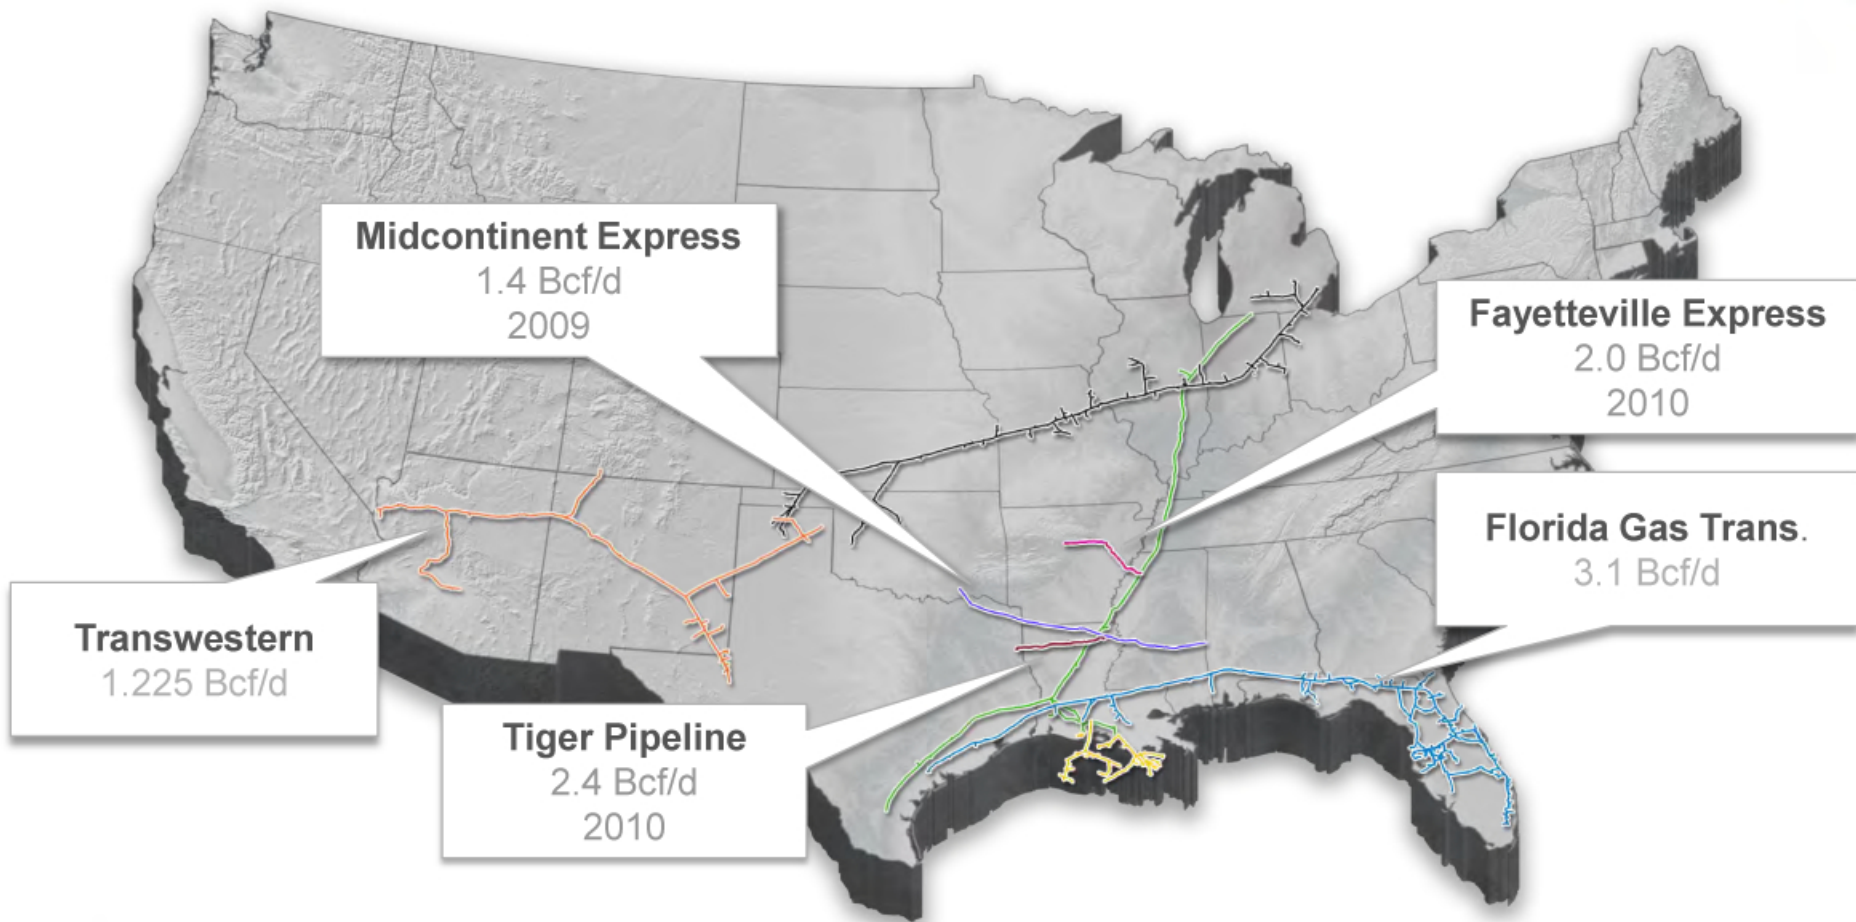 Midcontinent Express
1.4 Bcf/d
2009
Fayetteville Express
2.0 Bcf/d
2010
Florida Gas Trans.
3.1 Bcf/d
Transwestern
1.225 Bcf/d
Tiger Pipeline
2.4 Bcf/d
2010